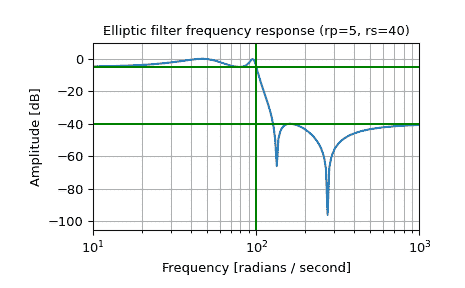 Elliptic filter frequency response (rp=5, rs=40)
Amplitude [dB]
0
−20
−40
−60
−80
−100
10¹ 10² 10³
Frequency [radians / second]